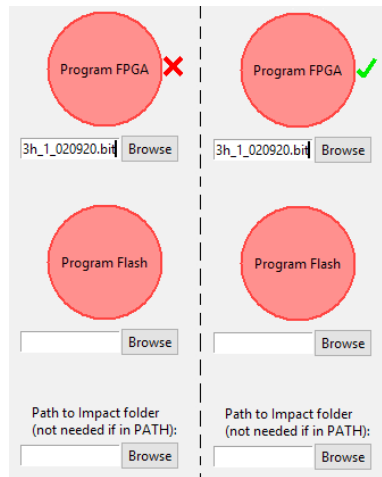 Program FPGA
Program FPGA
3h_1_020920.bit Browse
3h_1_020920.bit Browse
Program Flash
Program Flash
Browse
Browse
Path to Impact folder
(not needed if in PATH):
Path to Impact folder
(not needed if in PATH):
Browse
Browse